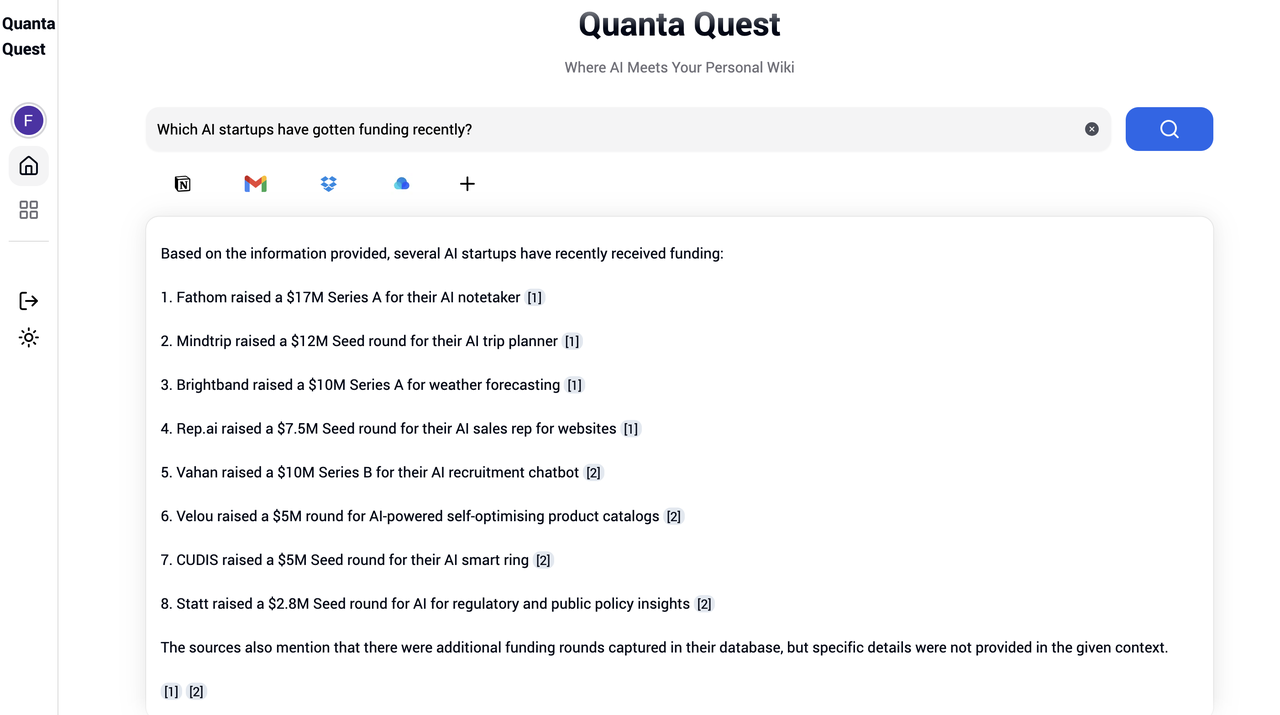 Quanta
Quest
Quanta Quest
Where AI Meets Your Personal Wiki
F
Which AI startups have gotten funding recently?
N
Based on the information provided, several AI startups have recently received funding:
1. Fathom raised a $17M Series A for their AI notetaker [1]
2. Mindtrip raised a $12M Seed round for their AI trip planner [1]
3. Brightband raised a $10M Series A for weather forecasting [1]
4. Rep.ai raised a $7.5M Seed round for their AI sales rep for websites [1]
5. Vahan raised a $10M Series B for their AI recruitment chatbot [2]
6. Velou raised a $5M round for AI-powered self-optimising product catalogs [2]
7. CUDIS raised a $5M Seed round for their AI smart ring [2]
8. Statt raised a $2.8M Seed round for AI for regulatory and public policy insights [2]
The sources also mention that there were additional funding rounds captured in their database, but specific details were not provided in the given context.
[1] [2]